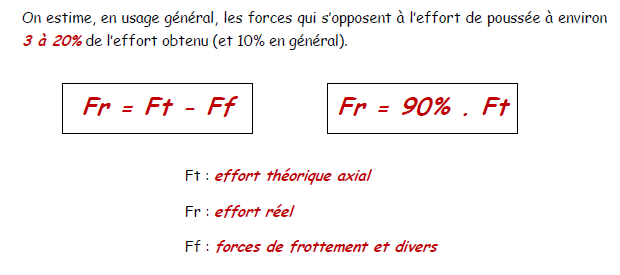 On estime, en usage général, les forces qui s'opposent à l'effort de poussée à environ
3 à 20% de l'effort obtenu (et 10% en général).
Fr = Ft - Ff
Fr = 90% . Ft
Ft : effort théorique axial
Fr : effort réel
Ff : forces de frottement et divers